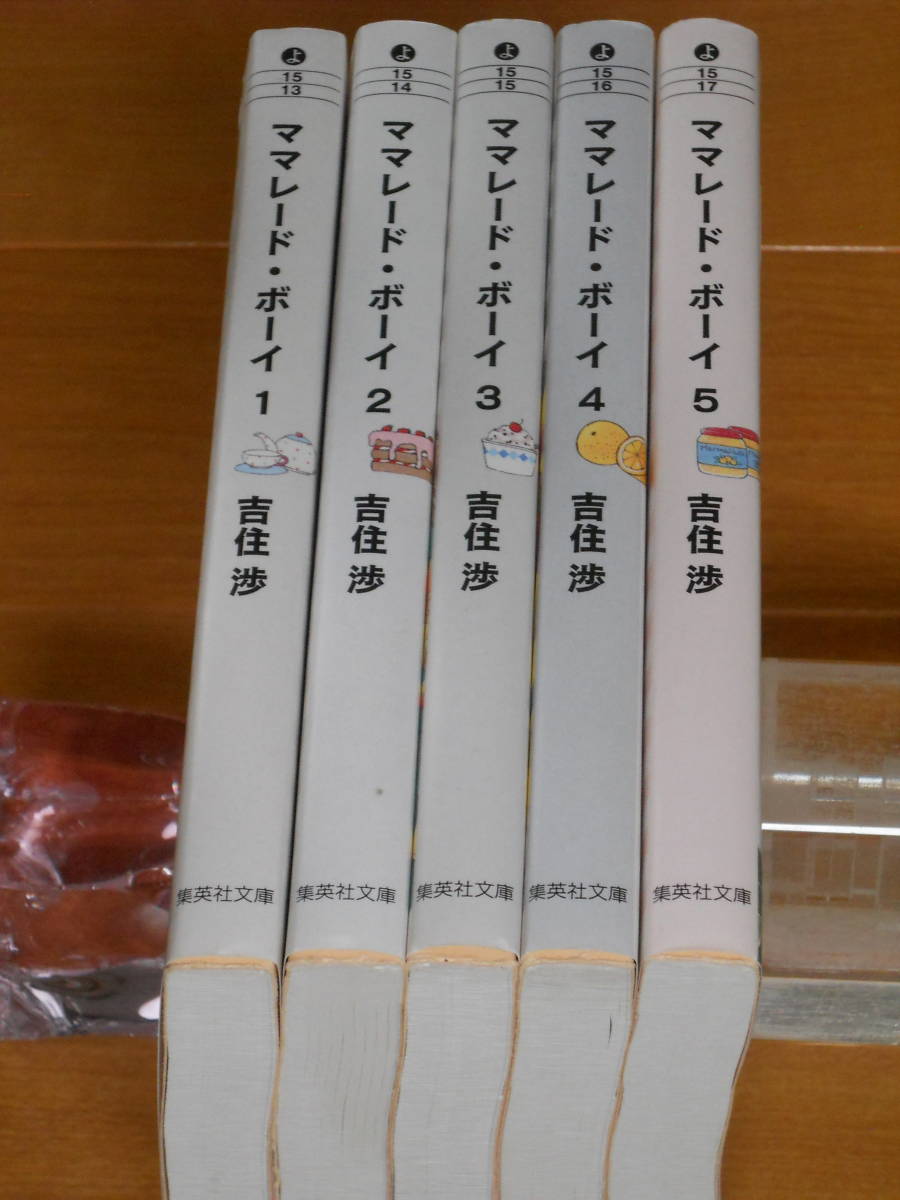 よ
15
13
ママレード・ボーイ 1
吉住 渉
集英社文庫
よ
15
14
ママレード・ボーイ 2
吉住 渉
集英社文庫
よ
15
15
ママレード・ボーイ 3
吉住 渉
集英社文庫
よ
15
16
ママレード・ボーイ 4
吉住 渉
集英社文庫
よ
15
17
ママレード・ボーイ 5
吉住 渉
集英社文庫